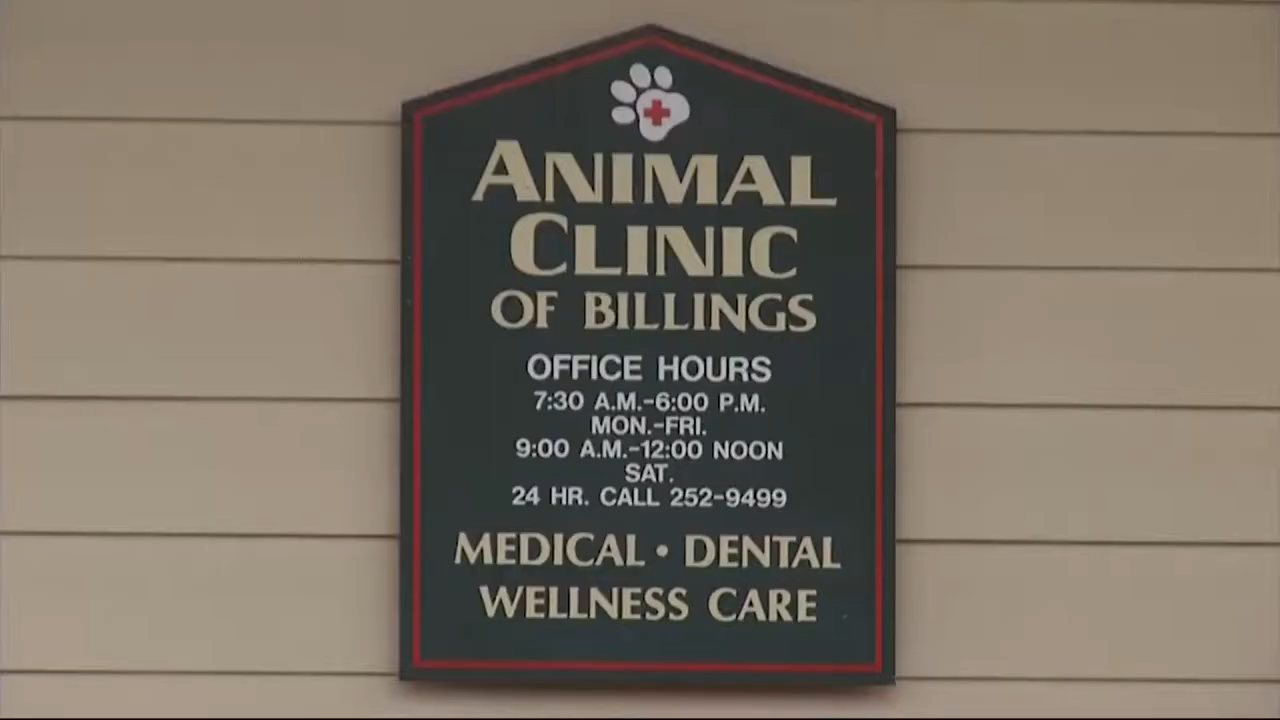 ANIMAL
CLINIC
OF BILLINGS
OFFICE HOURS
7:30 A.M.-6:00 P.M.
MON.-FRI.
9:00 A.M.-12:00 NOON
SAT.
24 HR. CALL 252-9499
MEDICAL • DENTAL
WELLNESS CARE